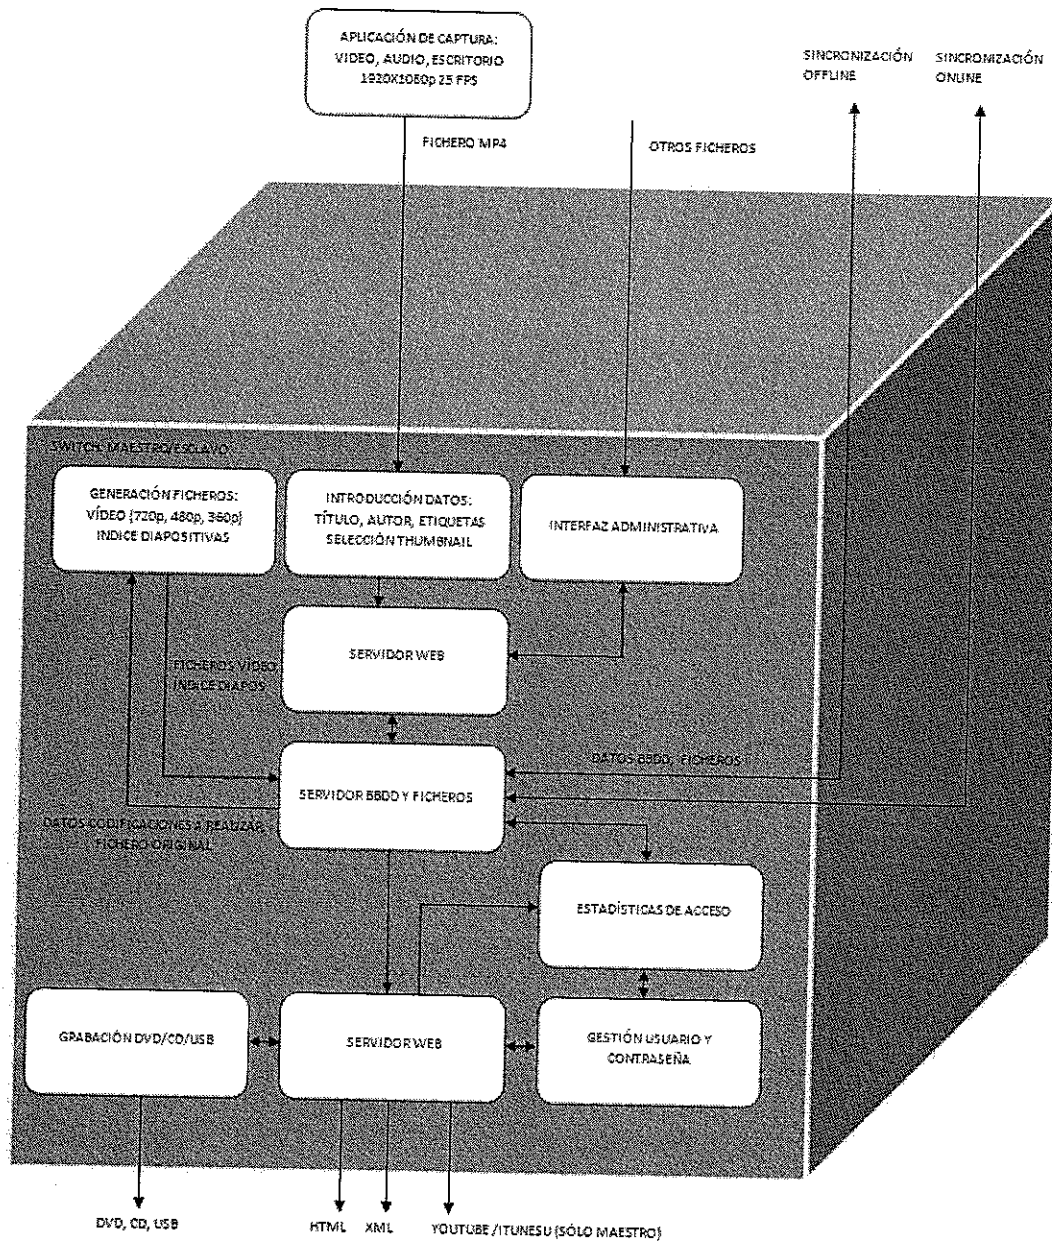 APLICACIÓN DE CAPTURA:
VIDEO, AUDIO, ESCRITORIO
1920X1080p 25 FPS
SINCRONIZACIÓN
OFFLINE
SINCRONIZACIÓN
ONLINE
FICHERO MP4
OTROS FICHEROS
SWITCH: MAESTRO/ESCLAVO
GENERACIÓN FICHEROS:
VÍDEO (720p, 480p, 360p)
INDICE DIAPOSITIVAS
INTRODUCCIÓN DATOS:
TÍTULO, AUTOR, ETIQUETAS
SELECCIÓN THUMBNAIL
INTERFAZ ADMINISTRATIVA
SERVIDOR WEB
FICHEROS VÍDEO,
INDICE DIAPOS
DATOS BBDD, FICHEROS
SERVIDOR BBDD Y FICHEROS
DATOS CODIFICACIONES A REALIZAR,
FICHERO ORIGINAL
ESTADÍSTICAS DE ACCESO
GRABACIÓN DVD/CD/USB
SERVIDOR WEB
GESTIÓN USUARIO Y
CONTRASEÑA
DVD, CD, USB
HTML
XML
YOUTUBE /ITUNESU (SÓLO MAESTRO)